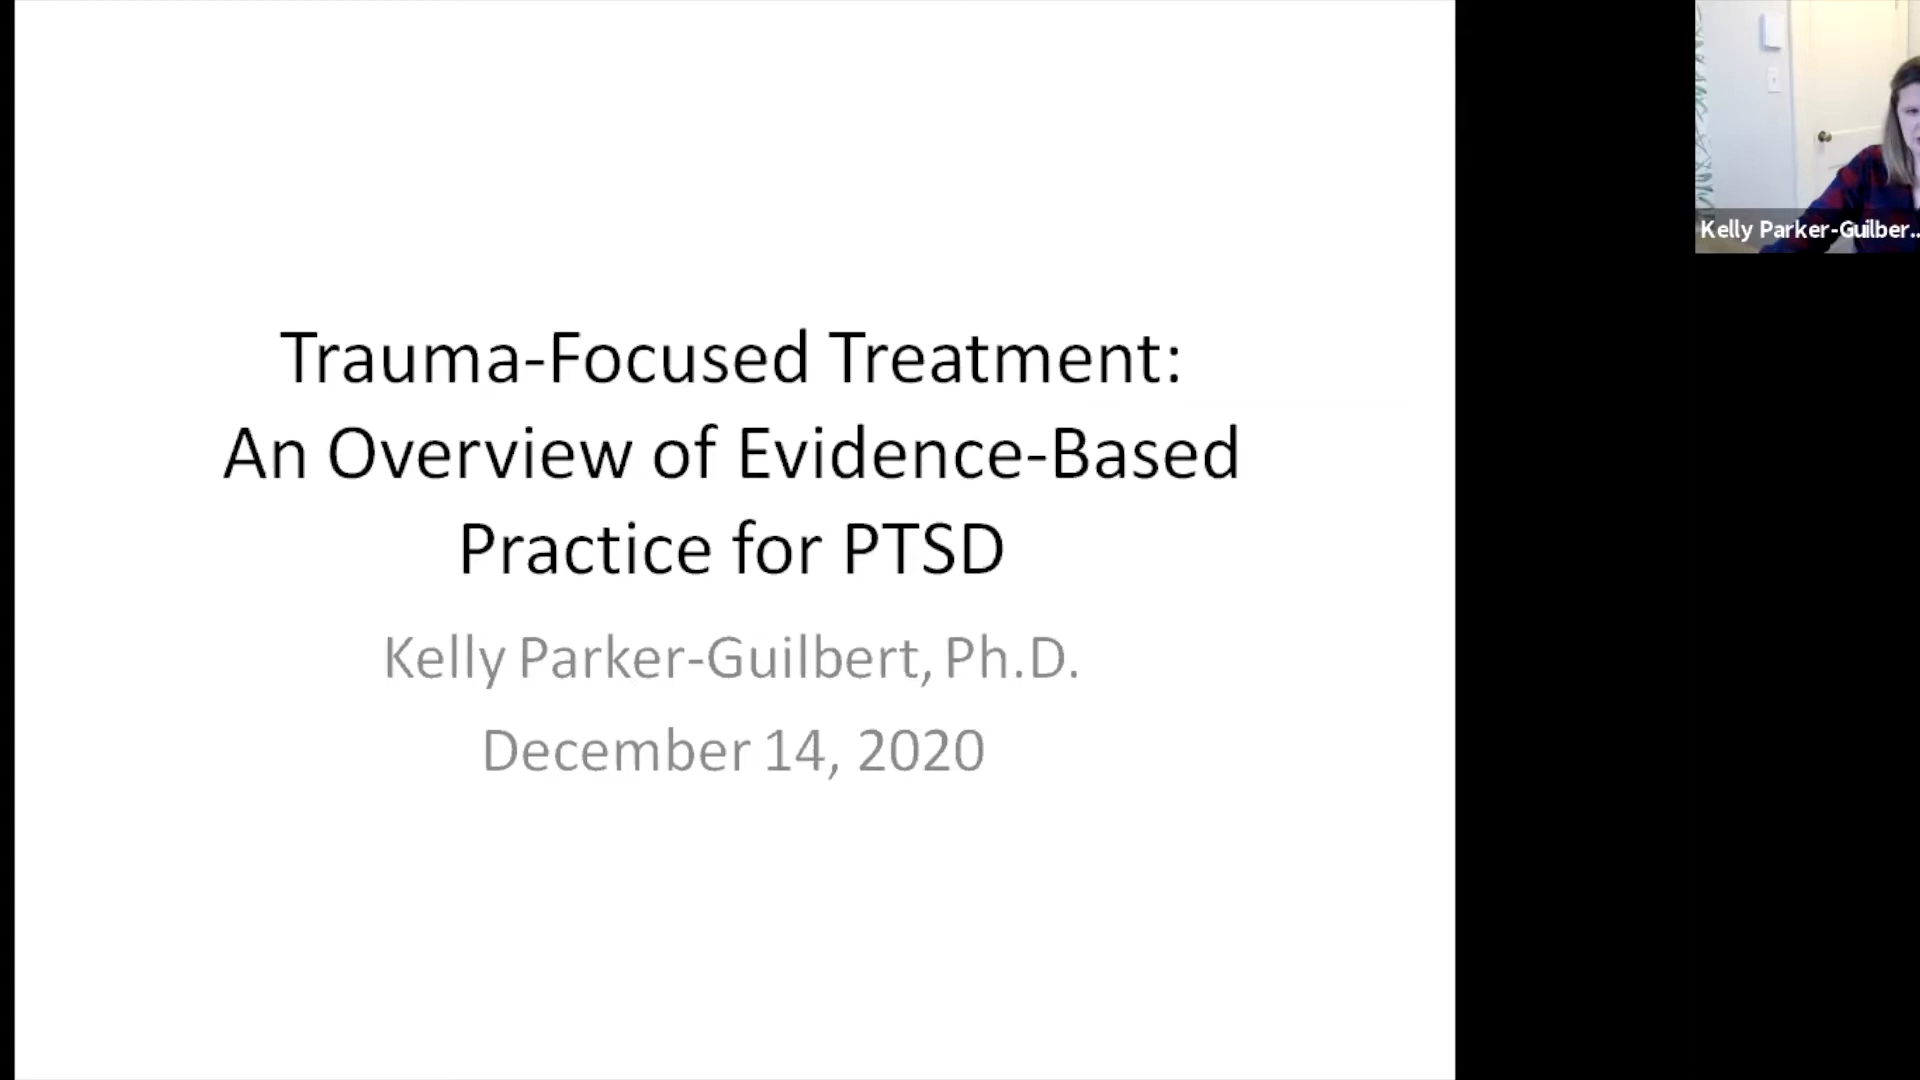 Trauma-Focused Treatment:
An Overview of Evidence-Based
Practice for PTSD
Kelly Parker-Guilbert, Ph.D.
December 14, 2020
Kelly Parker-Guilber...